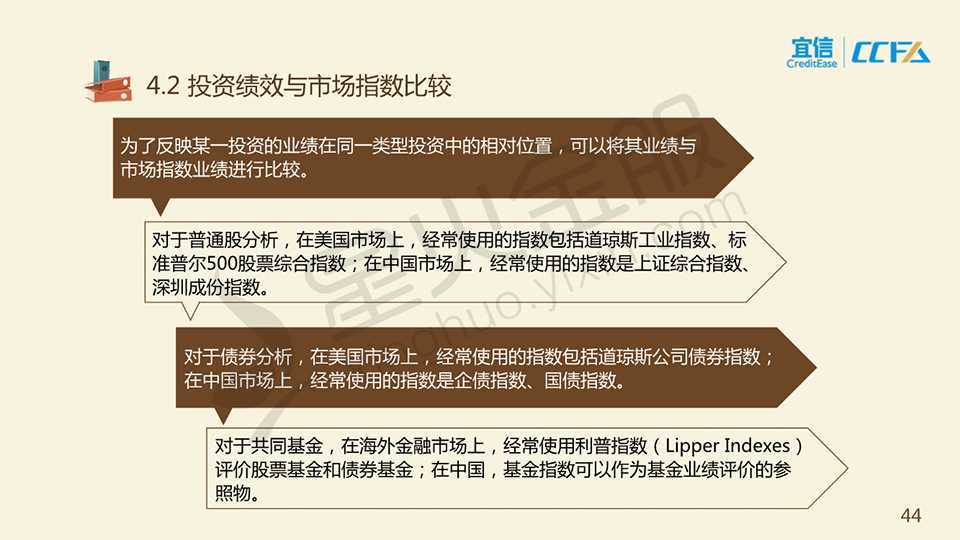 宜信
CreditEase
CCFA
4.2 投资绩效与市场指数比较
为了反映某一投资的业绩在同一类型投资中的相对位置，可以将其业绩与
市场指数业绩进行比较。
对于普通股分析，在美国市场上，经常使用的指数包括道琼斯工业指数、标
准普尔500股票综合指数；在中国市场上，经常使用的指数是上证综合指数、
深圳成份指数。
对于债券分析，在美国市场上，经常使用的指数包括道琼斯公司债券指数；
在中国市场上，经常使用的指数是企债指数、国债指数。
对于共同基金，在海外金融市场上，经常使用利普指数（Lipper Indexes）
评价股票基金和债券基金；在中国，基金指数可以作为基金业绩评价的参
照物。
星火金服
44